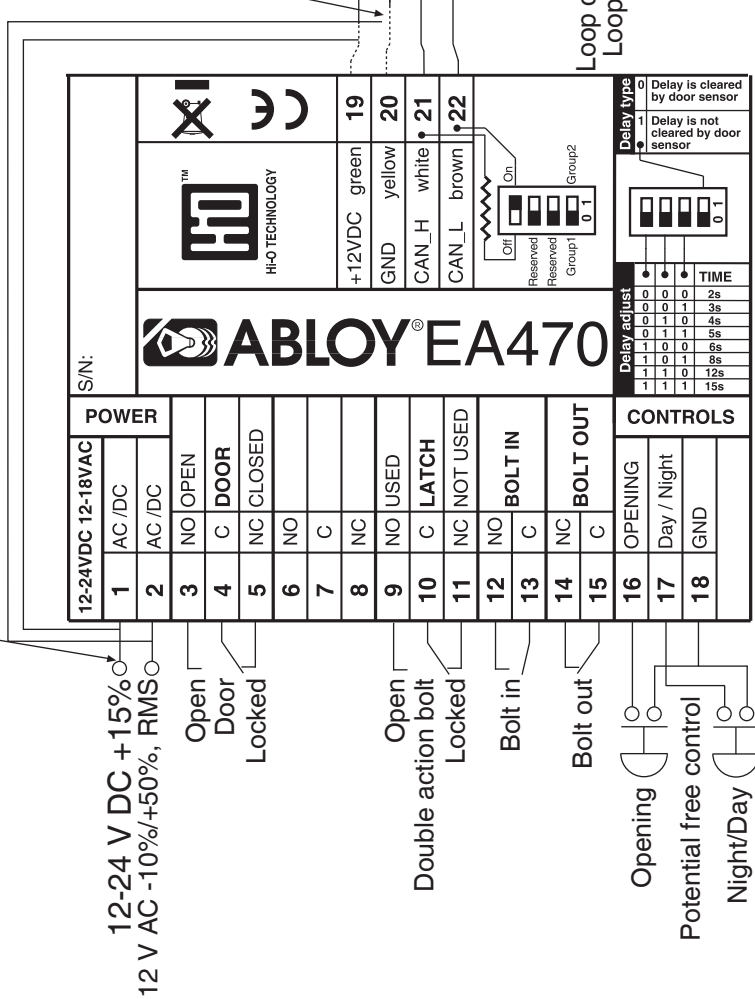 Loop
Loop
12-24 V DC +15%
12 V AC -10%/+50%, RMS
Open
Door
Locked
Open
Double action bolt
Locked
Bolt in
Bolt out
Opening
Potential free control
Night/Day
12-24VDC 12-18VAC
POWER
S/N:
1 AC /DC
2 AC /DC
3 NO OPEN
4 C DOOR
5 NC CLOSED
6 NO
7 C
8 NC
9 NO USED
10 C LATCH
11 NC NOT USED
12 NO BOLT IN
13 C
14 NC BOLT OUT
15 C
CONTROLS
16 OPENING
17 Day / Night
18 GND
ABLOY® EA470
HiO ™
Hi-O TECHNOLOGY
CE
+12VDC green 19
GND yellow 20
CAN_H white 21
CAN_L brown 22
Off On
Reserved
Reserved
Group1 Group2
0 1
Delay adjust
TIME
0 0 0 2s
0 0 1 3s
0 1 0 4s
0 1 1 5s
1 0 0 6s
1 0 1 8s
1 1 0 12s
1 1 1 15s
0 1
Delay type
0 Delay is cleared
by door sensor
1 Delay is not
cleared by door
sensor